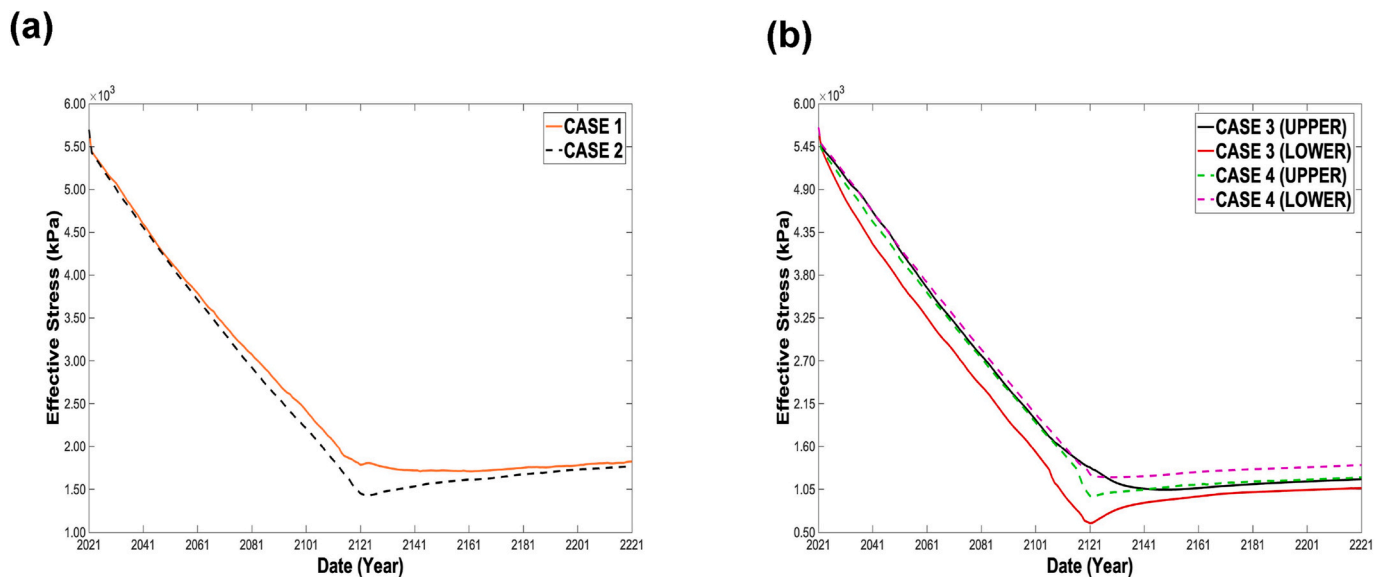 (a)
×10³
6.00
5.50
5.00
4.50
4.00
3.50
3.00
2.50
2.00
1.50
1.00
Effective Stress (kPa)
CASE 1
CASE 2
2021 2041 2061 2081 2101 2121 2141 2161 2181 2201 2221
Date (Year)
(b)
×10³
6.00
5.45
4.90
4.35
3.80
3.25
2.70
2.15
1.60
1.05
0.50
Effective Stress (kPa)
CASE 3 (UPPER)
CASE 3 (LOWER)
CASE 4 (UPPER)
CASE 4 (LOWER)
2021 2041 2061 2081 2101 2121 2141 2161 2181 2201 2221
Date (Year)